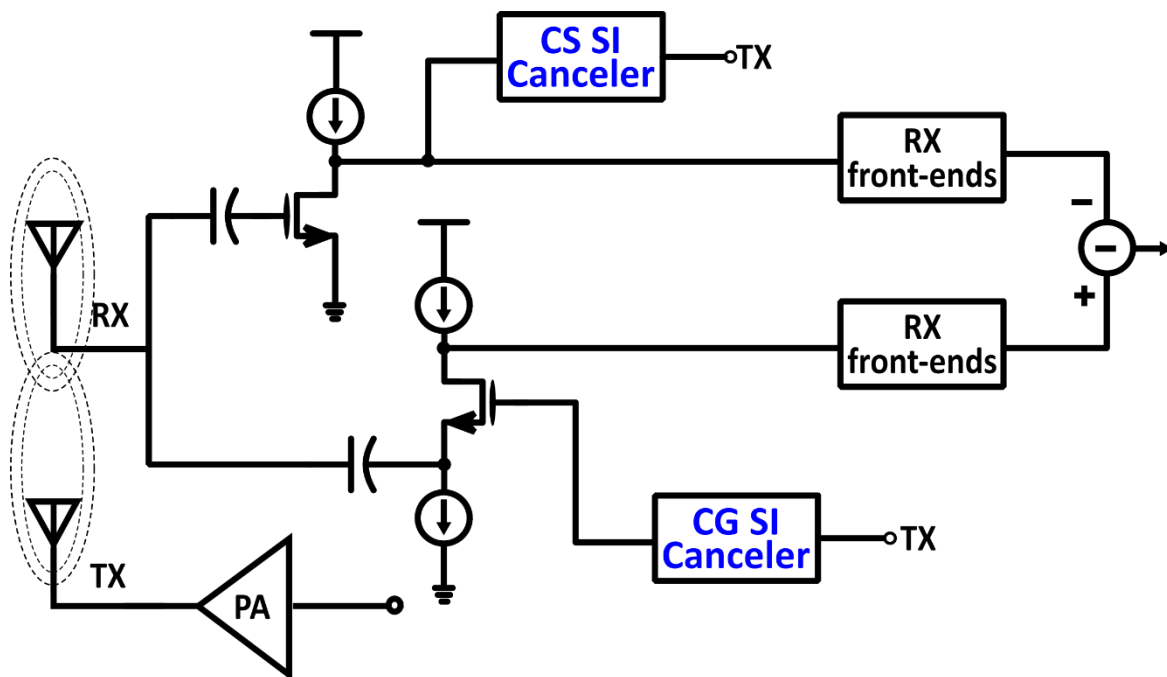 CS SI
Canceler
TX
RX
front-ends
-
RX
-
+
RX
front-ends
CG SI
Canceler
TX
TX
PA